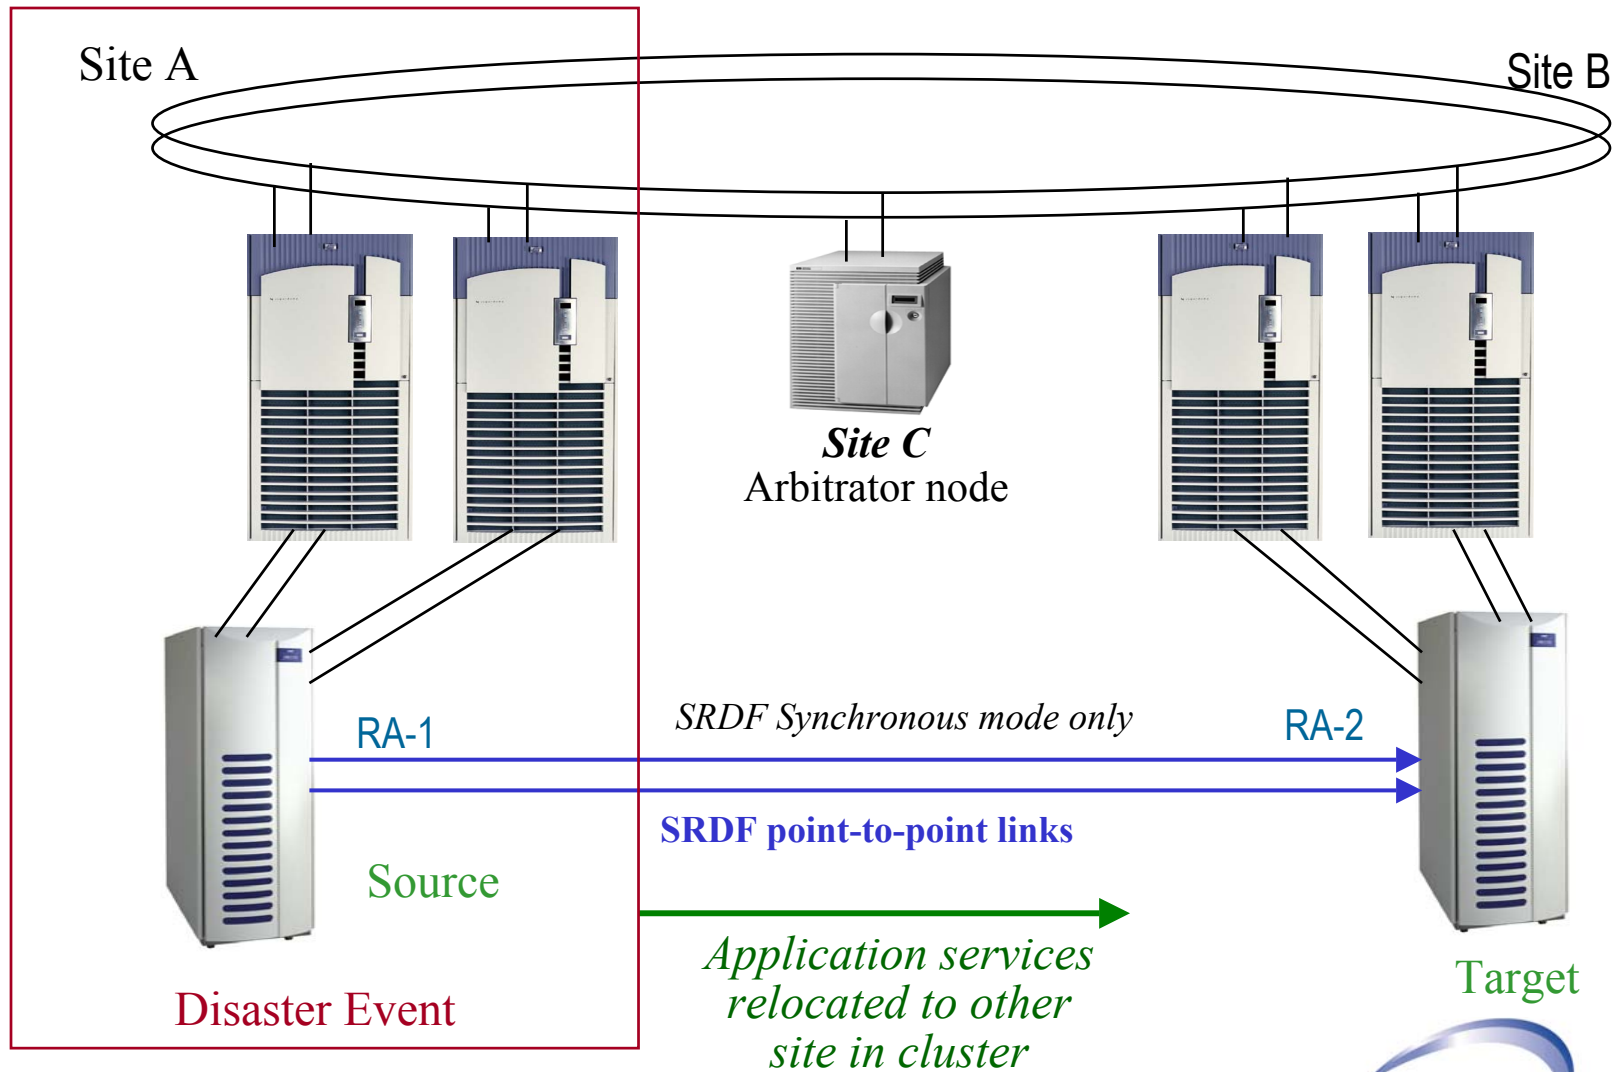 Site A
Site B
Site C
Arbitrator node
SRDF Synchronous mode only
RA-1
RA-2
SRDF point-to-point links
Source
Application services
relocated to other
site in cluster
Target
Disaster Event